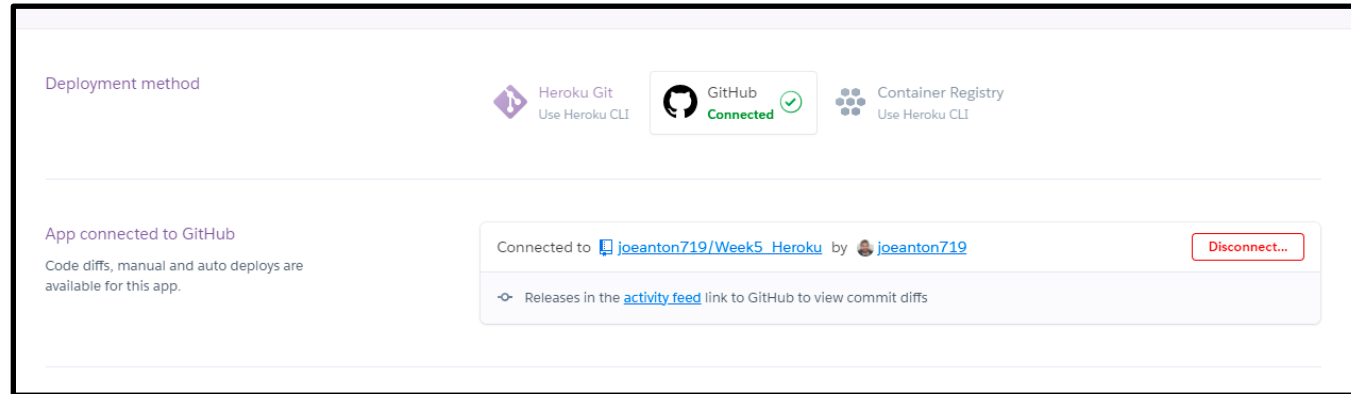 Deployment method
Heroku Git
Use Heroku CLI
GitHub
Connected
Container Registry
Use Heroku CLI
App connected to GitHub
Code diffs, manual and auto deploys are
available for this app.
Connected to joeanton719/Week5_Heroku by joeanton719
Disconnect...
Releases in the activity feed link to GitHub to view commit diffs